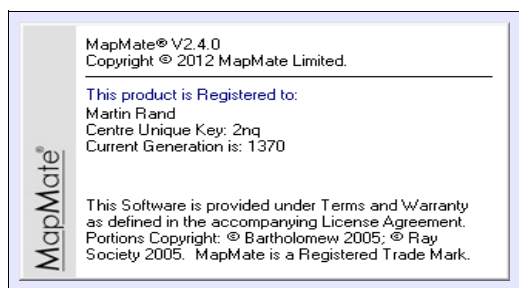 MapMate® V2.4.0
Copyright © 2012 MapMate Limited.
This product is Registered to:
Martin Rand
Centre Unique Key: 2nq
Current Generation is: 1370
This Software is provided under Terms and Warranty
as defined in the accompanying License Agreement.
Portions Copyright: © Bartholomew 2005; © Ray
Society 2005.  MapMate is a Registered Trade Mark.
MapMate®